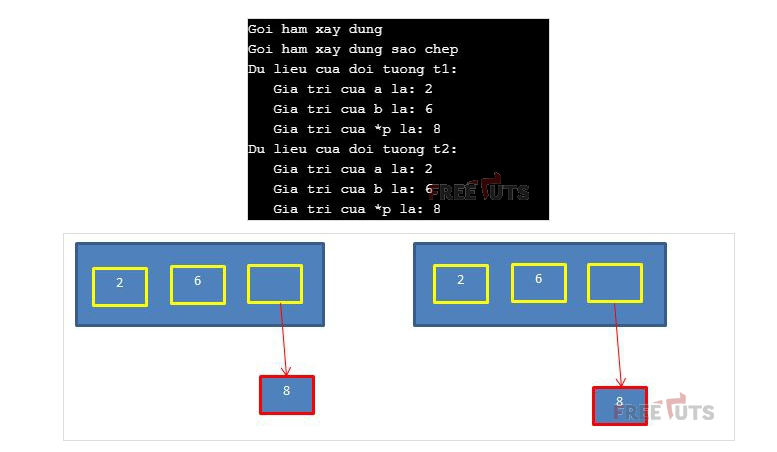 Goi ham xay dung
Goi ham xay dung sao chep
Du lieu cua doi tuong t1:
Gia tri cua a la: 2
Gia tri cua b la: 6
Gia tri cua *p la: 8
Du lieu cua doi tuong t2:
Gia tri cua a la: 2
Gia tri cua b la: 6
Gia tri cua *p la: 8
FREETUTS
2 6 2 6
8 8
FREETUTS